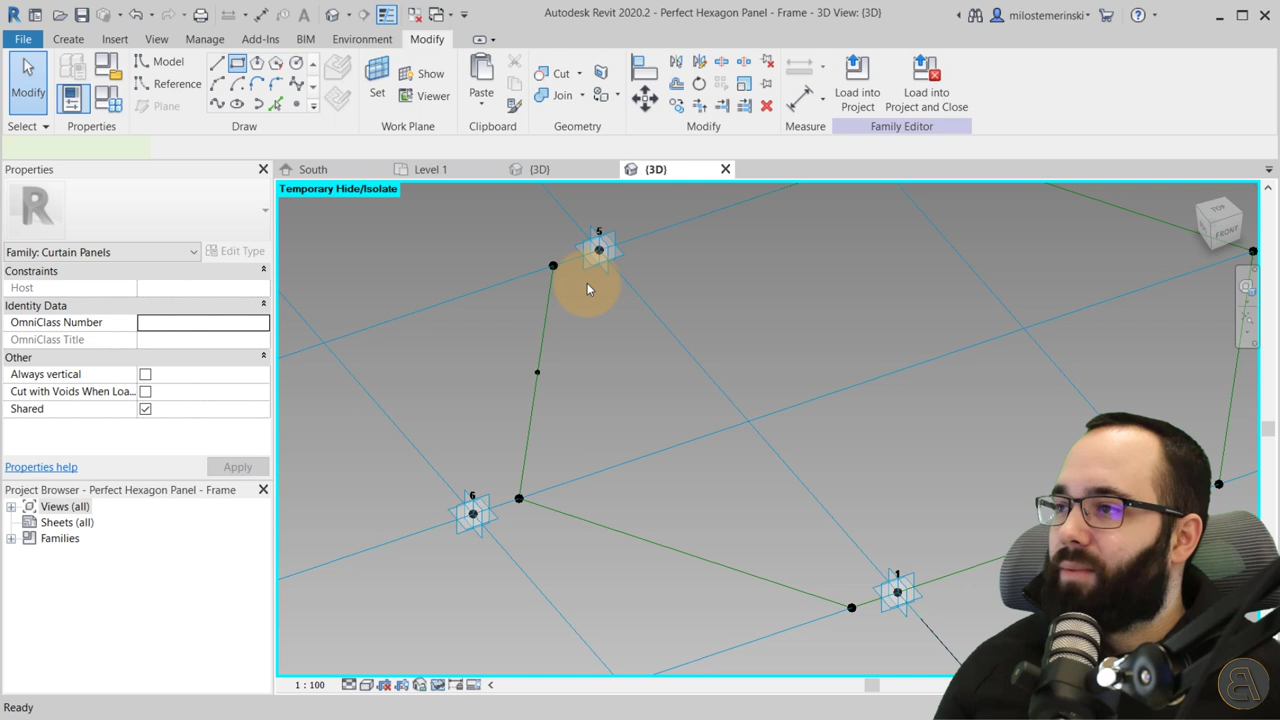 Autodesk Revit 2020.2 - Perfect Hexagon Panel - Frame - 3D View: {3D}
milostemerinski
File
Create
Insert
View
Manage
Add-Ins
BIM
Environment
Modify
Modify
Select
Properties
Model
Reference
Plane
Draw
Set
Show
Viewer
Work Plane
Paste
Clipboard
Cut
Join
Geometry
Modify
Measure
Load into
Project
Load into
Project and Close
Family Editor
Properties
South
Level 1
{3D}
{3D}
Temporary Hide/Isolate
R
Family: Curtain Panels
Edit Type
Constraints
Host
Identity Data
OmniClass Number
OmniClass Title
Other
Always vertical
Cut with Voids When Loa...
Shared
Properties help
Apply
Project Browser - Perfect Hexagon Panel - Frame
Views (all)
Sheets (all)
Families
TOP
FRONT
5
6
1
1 : 100
Ready